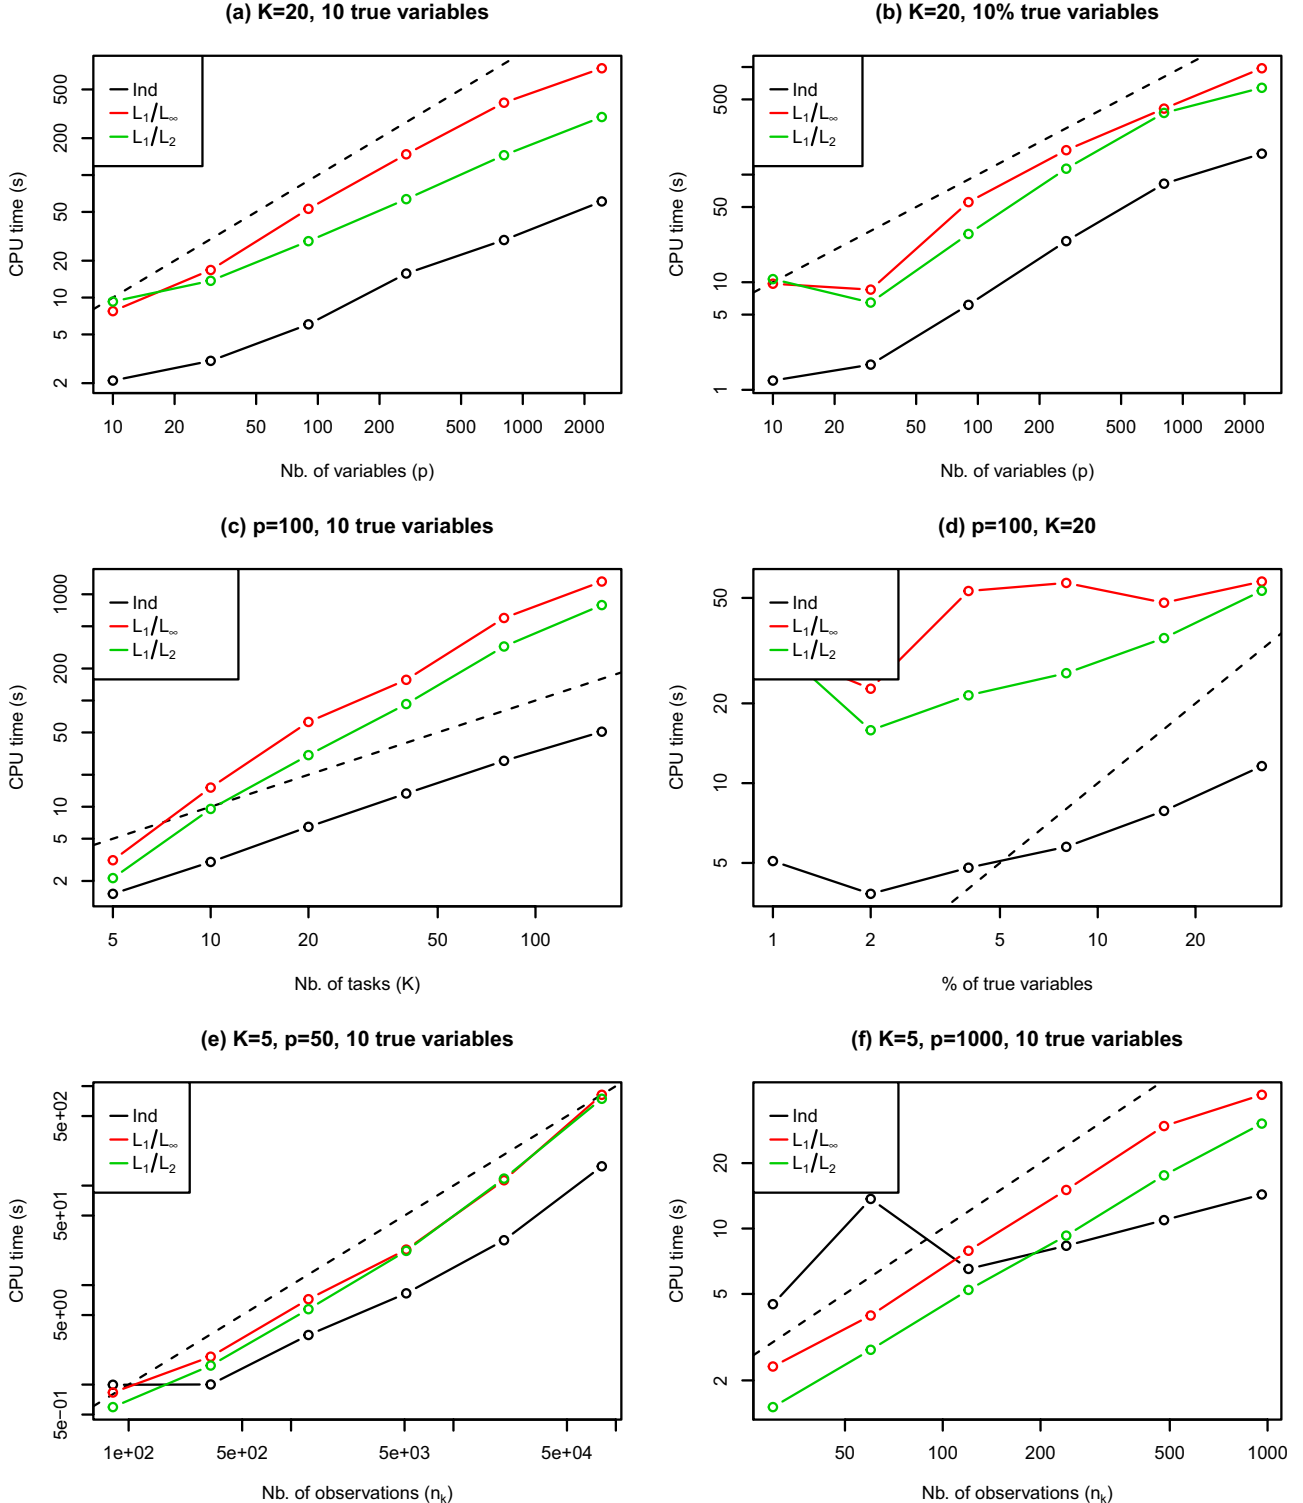 (a) K=20, 10 true variables
Ind
L₁/L∞
L₁/L₂
CPU time (s)
2 5 10 20 50 200 500
10 20 50 100 200 500 1000 2000
Nb. of variables (p)
(b) K=20, 10% true variables
Ind
L₁/L∞
L₁/L₂
CPU time (s)
1 5 10 50 500
10 20 50 100 200 500 1000 2000
Nb. of variables (p)
(c) p=100, 10 true variables
Ind
L₁/L∞
L₁/L₂
CPU time (s)
2 5 10 50 200 1000
5 10 20 50 100
Nb. of tasks (K)
(d) p=100, K=20
Ind
L₁/L∞
L₁/L₂
CPU time (s)
5 10 20 50
1 2 5 10 20
% of true variables
(e) K=5, p=50, 10 true variables
Ind
L₁/L∞
L₁/L₂
CPU time (s)
5e−01 5e+00 5e+01 5e+02
1e+02 5e+02 5e+03 5e+04
Nb. of observations (nₖ)
(f) K=5, p=1000, 10 true variables
Ind
L₁/L∞
L₁/L₂
CPU time (s)
2 5 10 20
50 100 200 500 1000
Nb. of observations (nₖ)